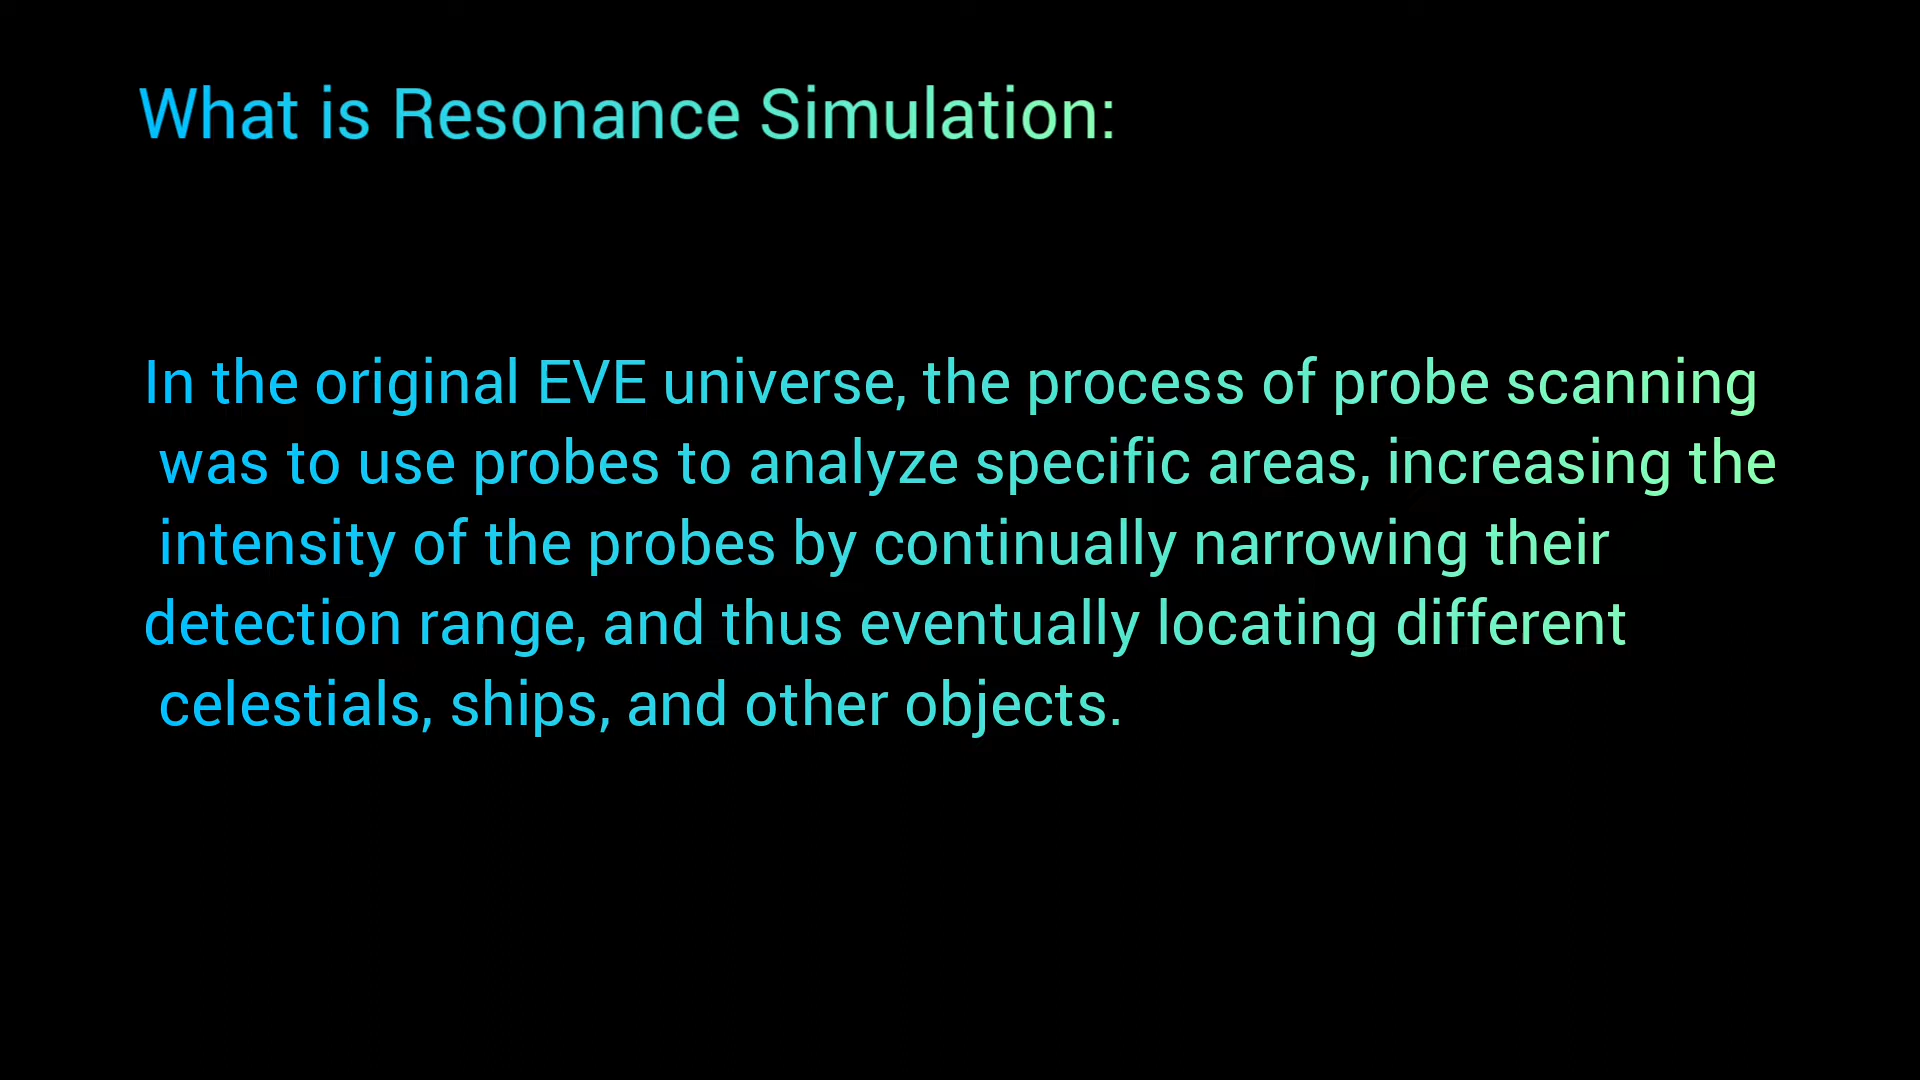 What is Resonance Simulation:
In the original EVE universe, the process of probe scanning
was to use probes to analyze specific areas, increasing the
intensity of the probes by continually narrowing their
detection range, and thus eventually locating different
celestials, ships, and other objects.